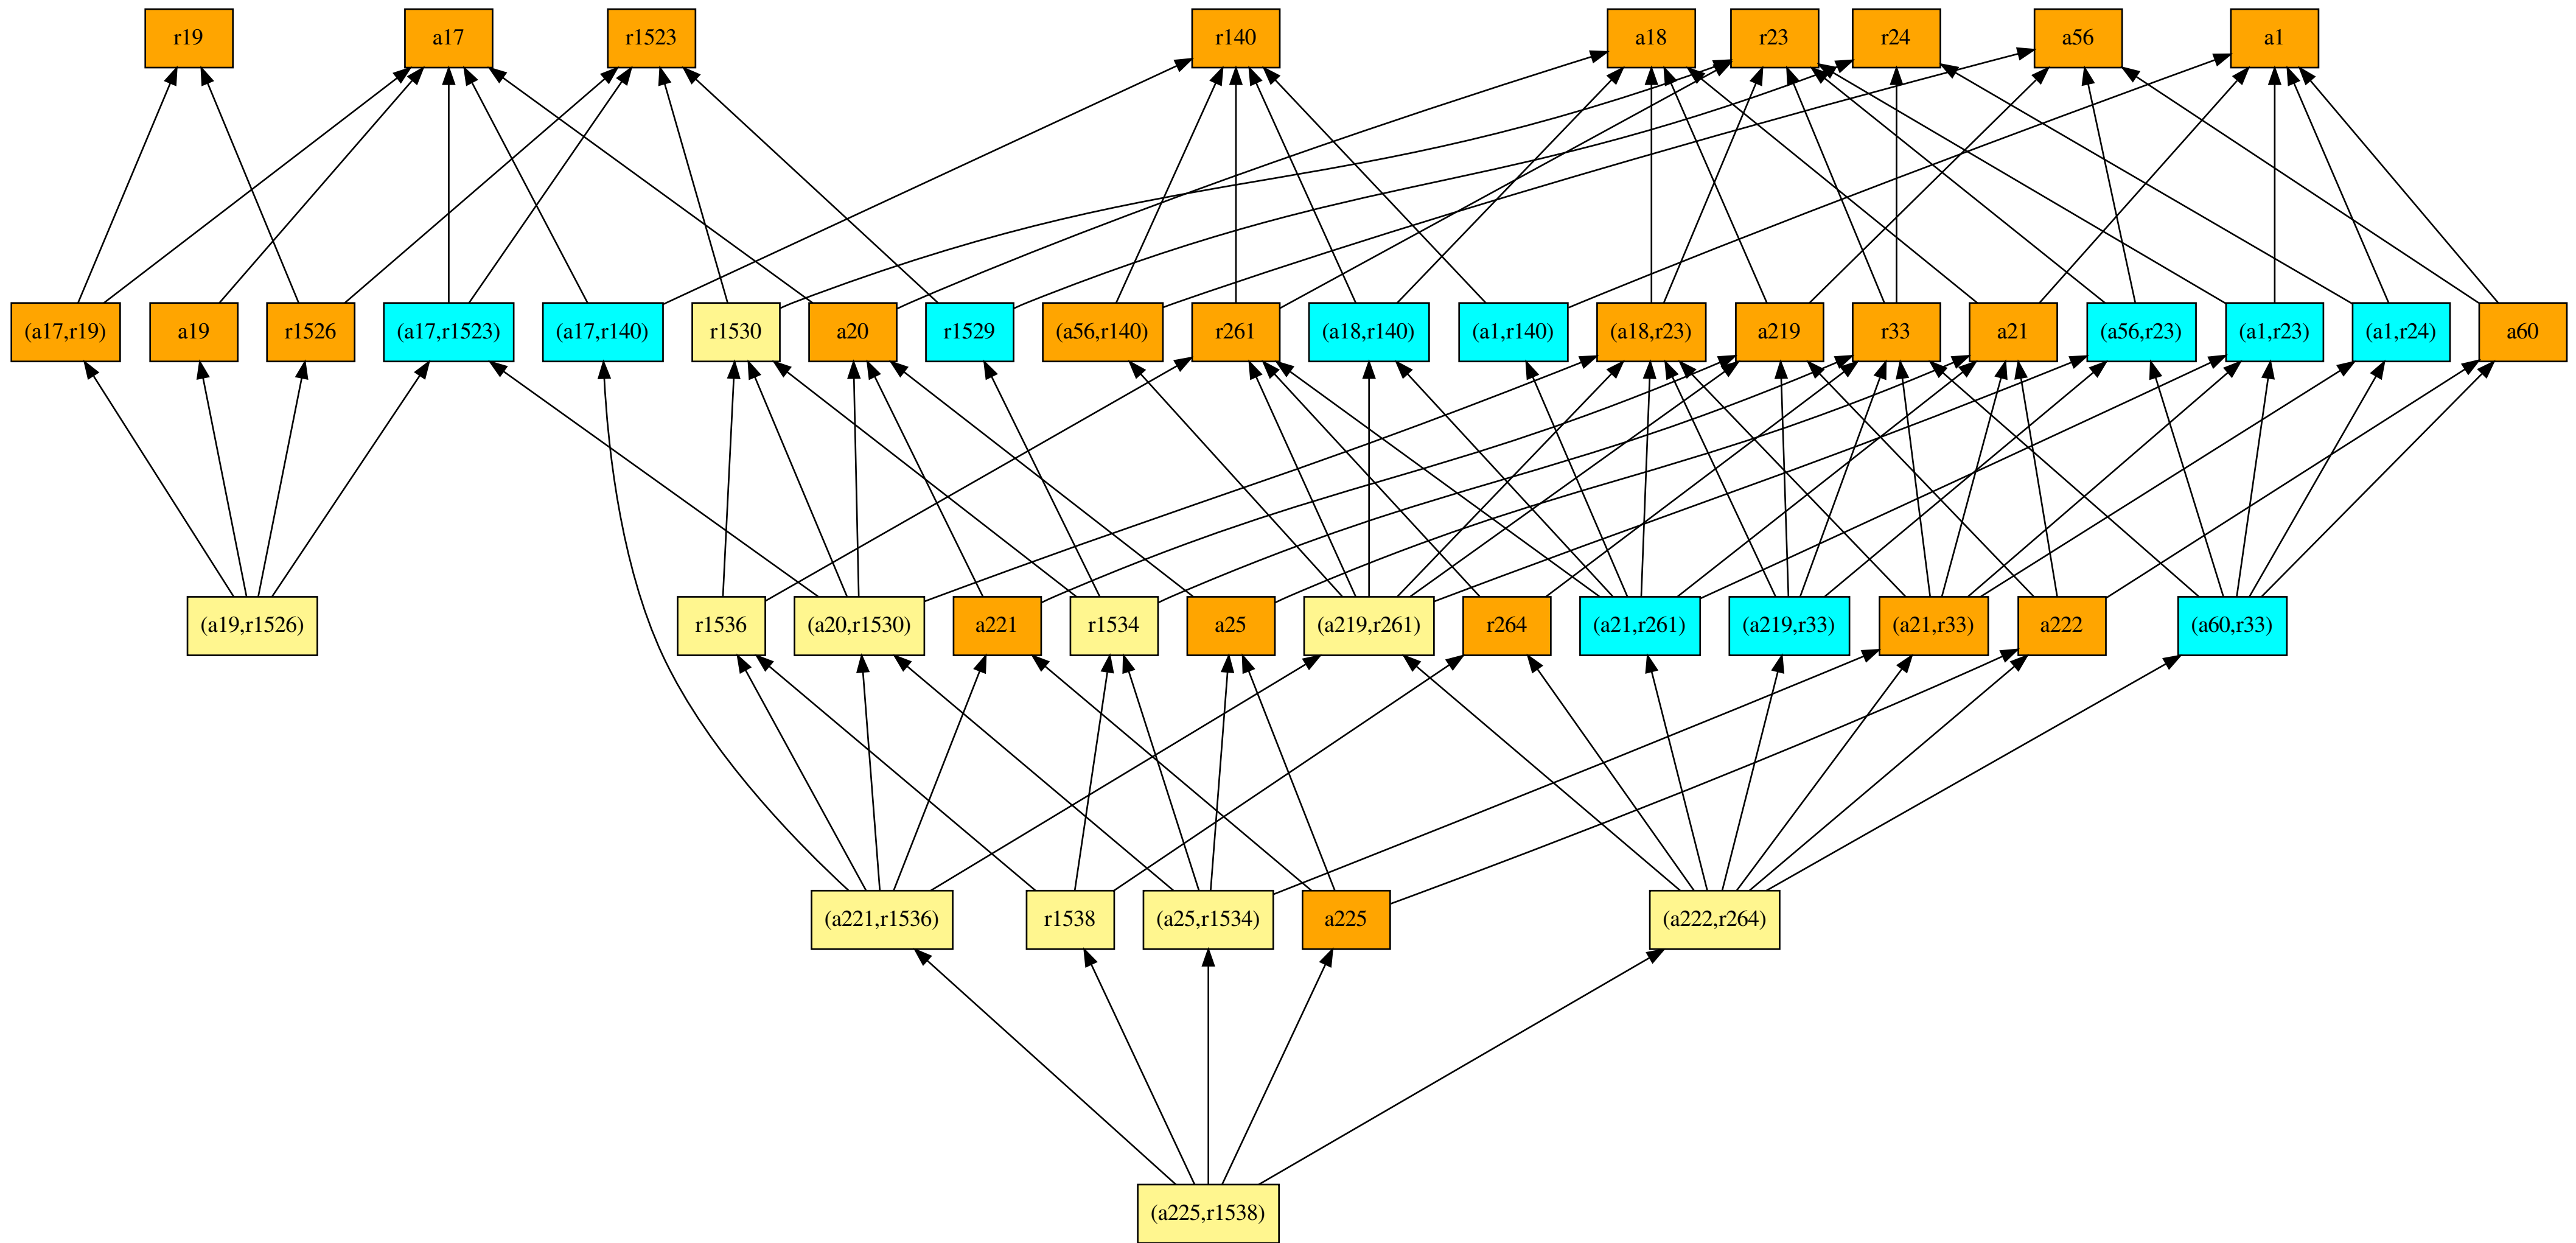 r19
a17
r1523
r140
a18
r23
r24
a56
a1
(a17,r19)
a19
r1526
(a17,r1523)
(a17,r140)
r1530
a20
r1529
(a56,r140)
r261
(a18,r140)
(a1,r140)
(a18,r23)
a219
r33
a21
(a56,r23)
(a1,r23)
(a1,r24)
a60
(a19,r1526)
r1536
(a20,r1530)
a221
r1534
a25
(a219,r261)
r264
(a21,r261)
(a219,r33)
(a21,r33)
a222
(a60,r33)
(a221,r1536)
r1538
(a25,r1534)
a225
(a222,r264)
(a225,r1538)